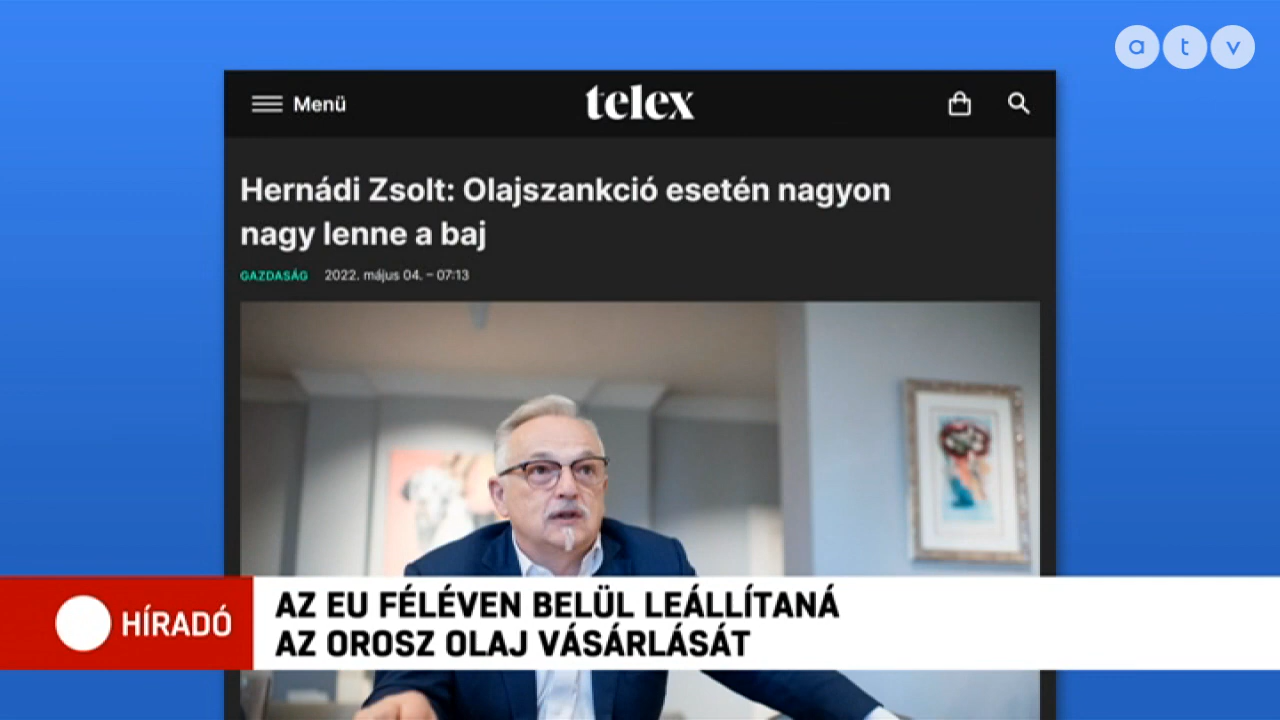 atv
Menü
telex
Hernádi Zsolt: Olajszankció esetén nagyon
nagy lenne a baj
GAZDASÁG 2022. május 04. – 07:13
HÍRADÓ
AZ EU FÉLÉVEN BELÜL LEÁLLÍTANÁ
AZ OROSZ OLAJ VÁSÁRLÁSÁT